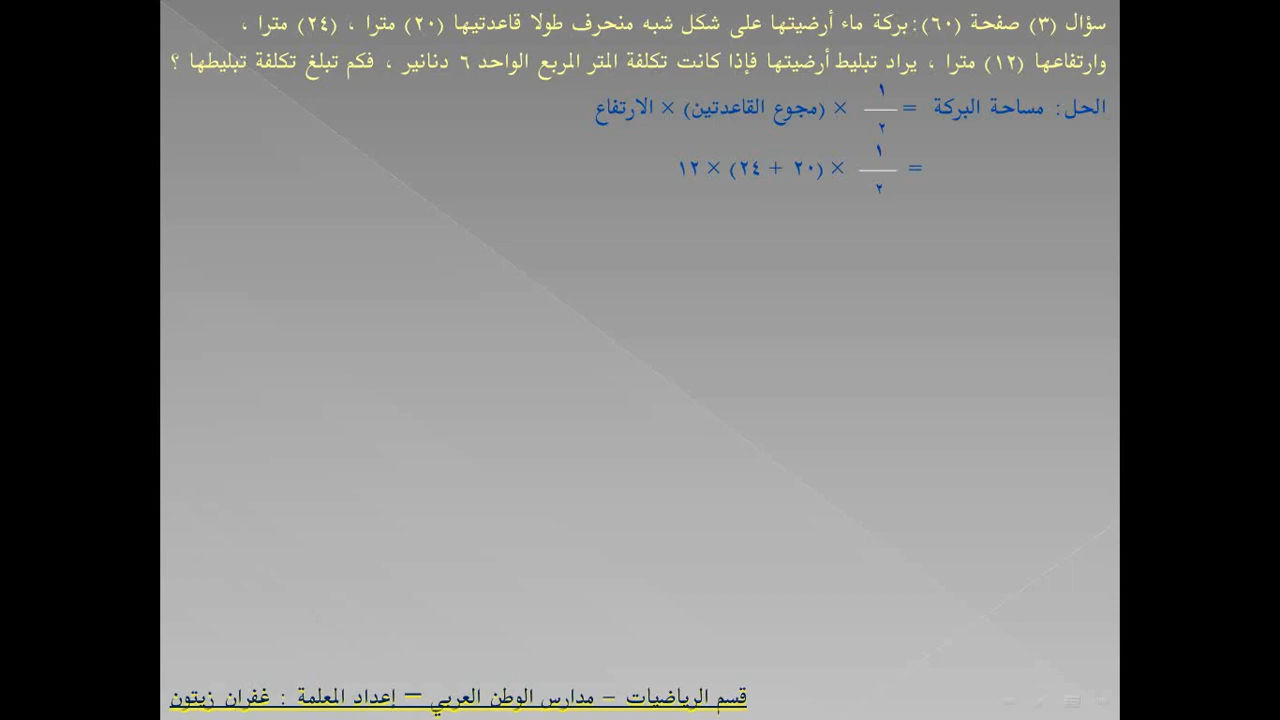 سؤال (٣) صفحة (٦٠): بركة ماء أرضيتها على شكل شبه منحرف طولا قاعدتيها (٢٠) مترا ، (٢٤) مترا ،
وارتفاعها (١٢) مترا ، يراد تبليط أرضيتها فإذا كانت تكلفة المتر المربع الواحد ٦ دنانير ، فكم تبلغ تكلفة تبليطها ؟
الحل: مساحة البركة = ١/٢ × (مجوع القاعدتين) × الارتفاع
= ١/٢ × (٢٠ + ٢٤) × ١٢
قسم الرياضيات – مدارس الوطن العربي – إعداد المعلمة : غفران زيتون